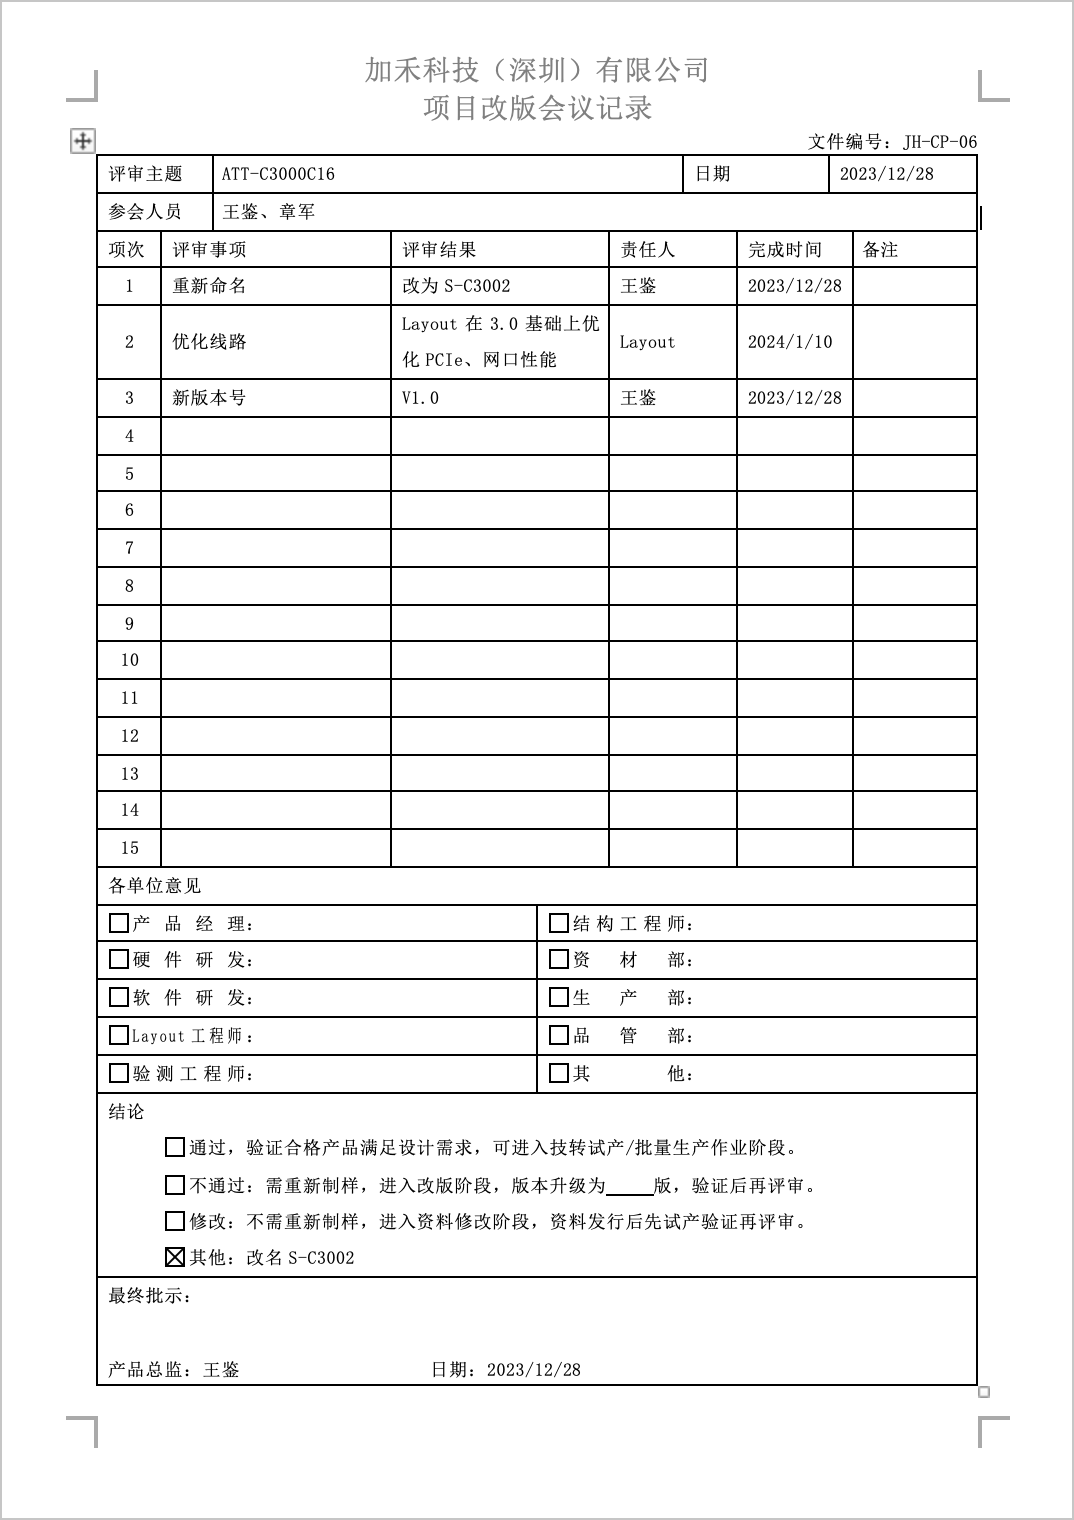 加禾科技（深圳）有限公司
项目改版会议记录
文件编号：JH-CP-06
评审主题 ATT-C3000C16 日期 2023/12/28
参会人员 王鉴、章军
项次 评审事项 评审结果 责任人 完成时间 备注
1 重新命名 改为 S-C3002 王鉴 2023/12/28
2 优化线路 Layout 在 3.0 基础上优 Layout 2024/1/10
化 PCIe、网口性能
3 新版本号 V1.0 王鉴 2023/12/28
4
5
6
7
8
9
10
11
12
13
14
15
各单位意见
☐产 品 经 理： ☐结构工程师：
☐硬 件 研 发： ☐资 材 部：
☐软 件 研 发： ☐生 产 部：
☐Layout 工程师： ☐品 管 部：
☐验测工程师： ☐其 他：
结论
☐通过，验证合格产品满足设计需求，可进入技转试产/批量生产作业阶段。
☐不通过：需重新制样，进入改版阶段，版本升级为_____版，验证后再评审。
☐修改：不需重新制样，进入资料修改阶段，资料发行后先试产验证再评审。
☒其他：改名 S-C3002
最终批示：
产品总监：王鉴 日期：2023/12/28